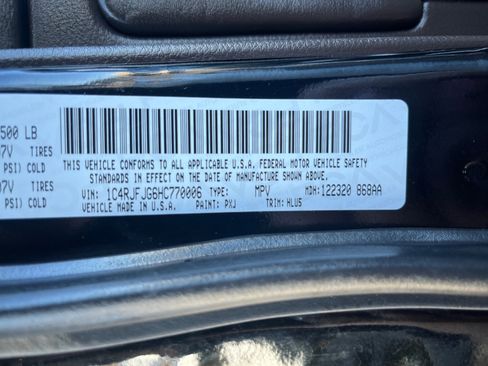 500 LB
TIRES
PSI) COLD
TIRES
PSI) COLD
THIS VEHICLE CONFORMS TO ALL APPLICABLE U.S.A. FEDERAL MOTOR VEHICLE SAFETY
STANDARDS IN EFFECT ON THE DATE OF MANUFACTURE SHOWN ABOVE.
VIN: 1C4RJFJG6HC770006 TYPE: MPV MDH: 122320 868AA
VEHICLE MADE IN U.S.A. PAINT: PXJ TRIM: HLU5